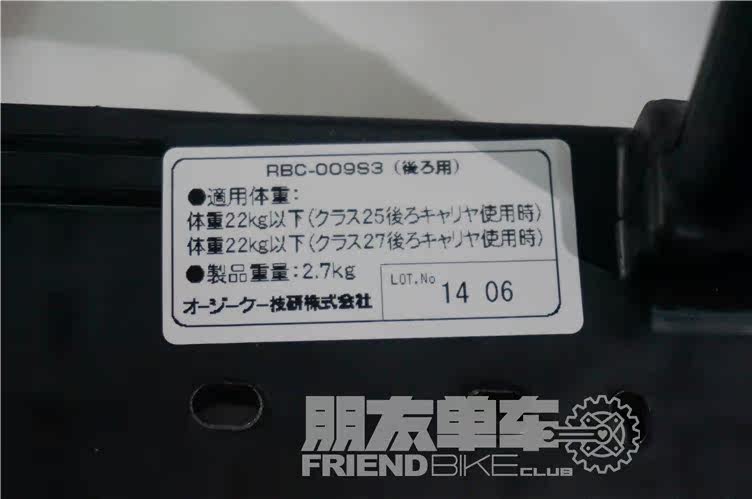 RBC-009S3（後ろ用）
●適用体重：
体重22kg以下（クラス25後ろキャリヤ使用時）
体重22kg以下（クラス27後ろキャリヤ使用時）
●製品重量：2.7kg
オージーケー技研株式会社
LOT.No
14 06
朋友单车
FRIENDBIKE CLUB